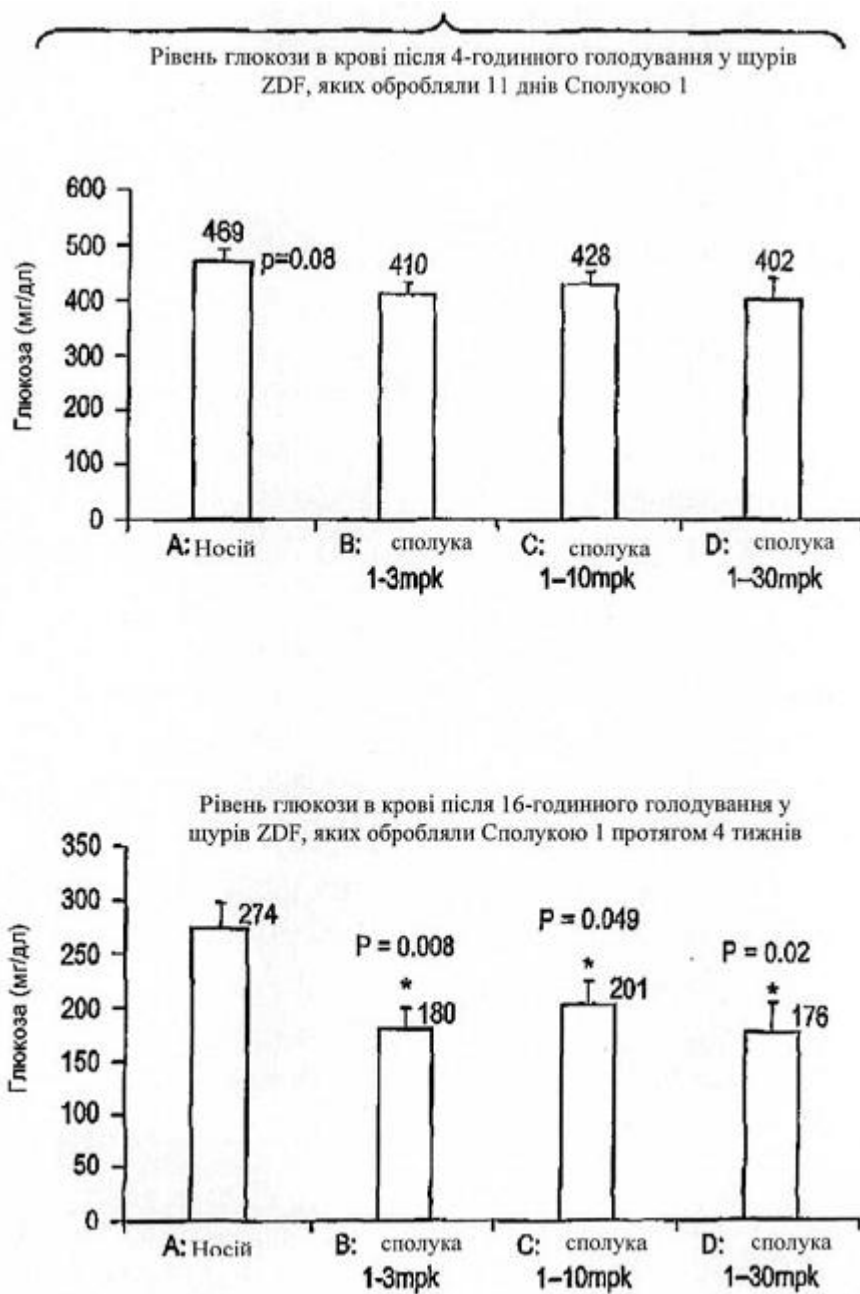 Рівень глюкози в крові після 4-годинного голодування у щурів
ZDF, яких обробляли 11 днів Сполукою 1
600
500
400
300
200
100
0
Глюкоза (мг/дл)
469
p=0.08
410
428
402
A: Носій
B: сполука
1-3mpk
C: сполука
1–10mpk
D: сполука
1–30mpk
Рівень глюкози в крові після 16-годинного голодування у
щурів ZDF, яких обробляли Сполукою 1 протягом 4 тижнів
350
300
250
200
150
100
50
0
Глюкоза (мг/дл)
274
P = 0.008
*
180
P = 0.049
*
201
P = 0.02
*
176
A: Носій
B: сполука
1-3mpk
C: сполука
1–10mpk
D: сполука
1–30mpk